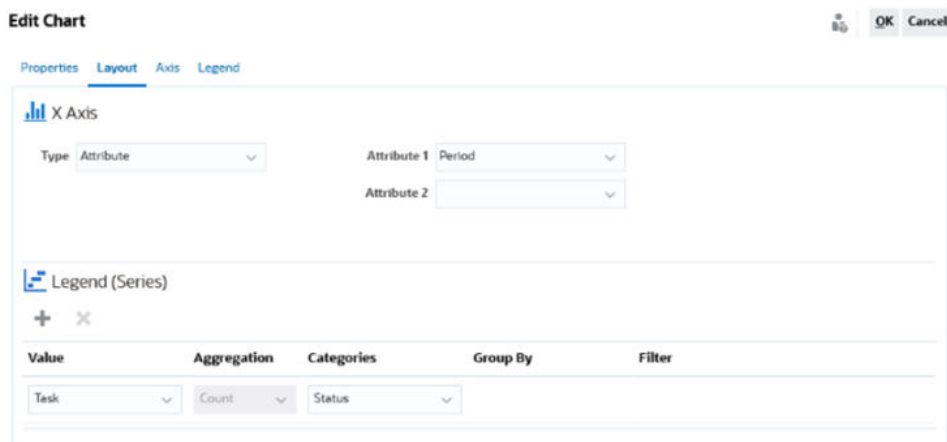 Edit Chart
OK Cancel
Properties Layout Axis Legend
X Axis
Type Attribute Attribute 1 Period
Attribute 2
Legend (Series)
Value Aggregation Categories Group By Filter
Task Count Status